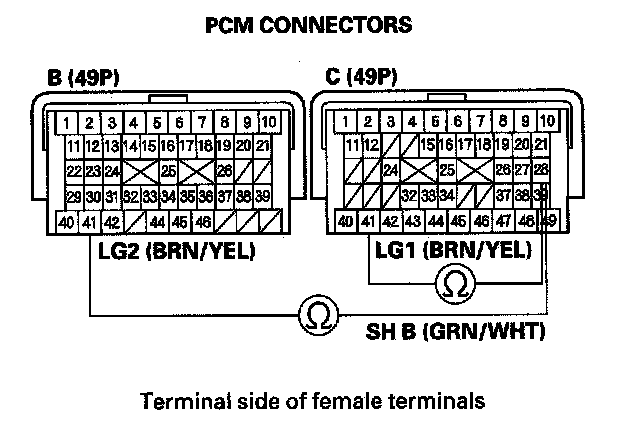 PCM CONNECTORS
B (49P)
C (49P)
1 2 3 4 5 6 7 8 9 10
11 12 13 14 15 16 17 18 19 20 21
22 23 24 25 26
29 30 31 32 33 34 35 36 37 38 39
40 41 42 44 45 46
1 2 3 4 5 6 7 8 9 10
11 12 15 16 17 18 19 20 21
24 25 26 27 28
32 33 34 37 38 39
40 41 42 43 44 45 46 47 48 49
LG2 (BRN/YEL)
LG1 (BRN/YEL)
Ω
Ω
SH B (GRN/WHT)
Terminal side of female terminals